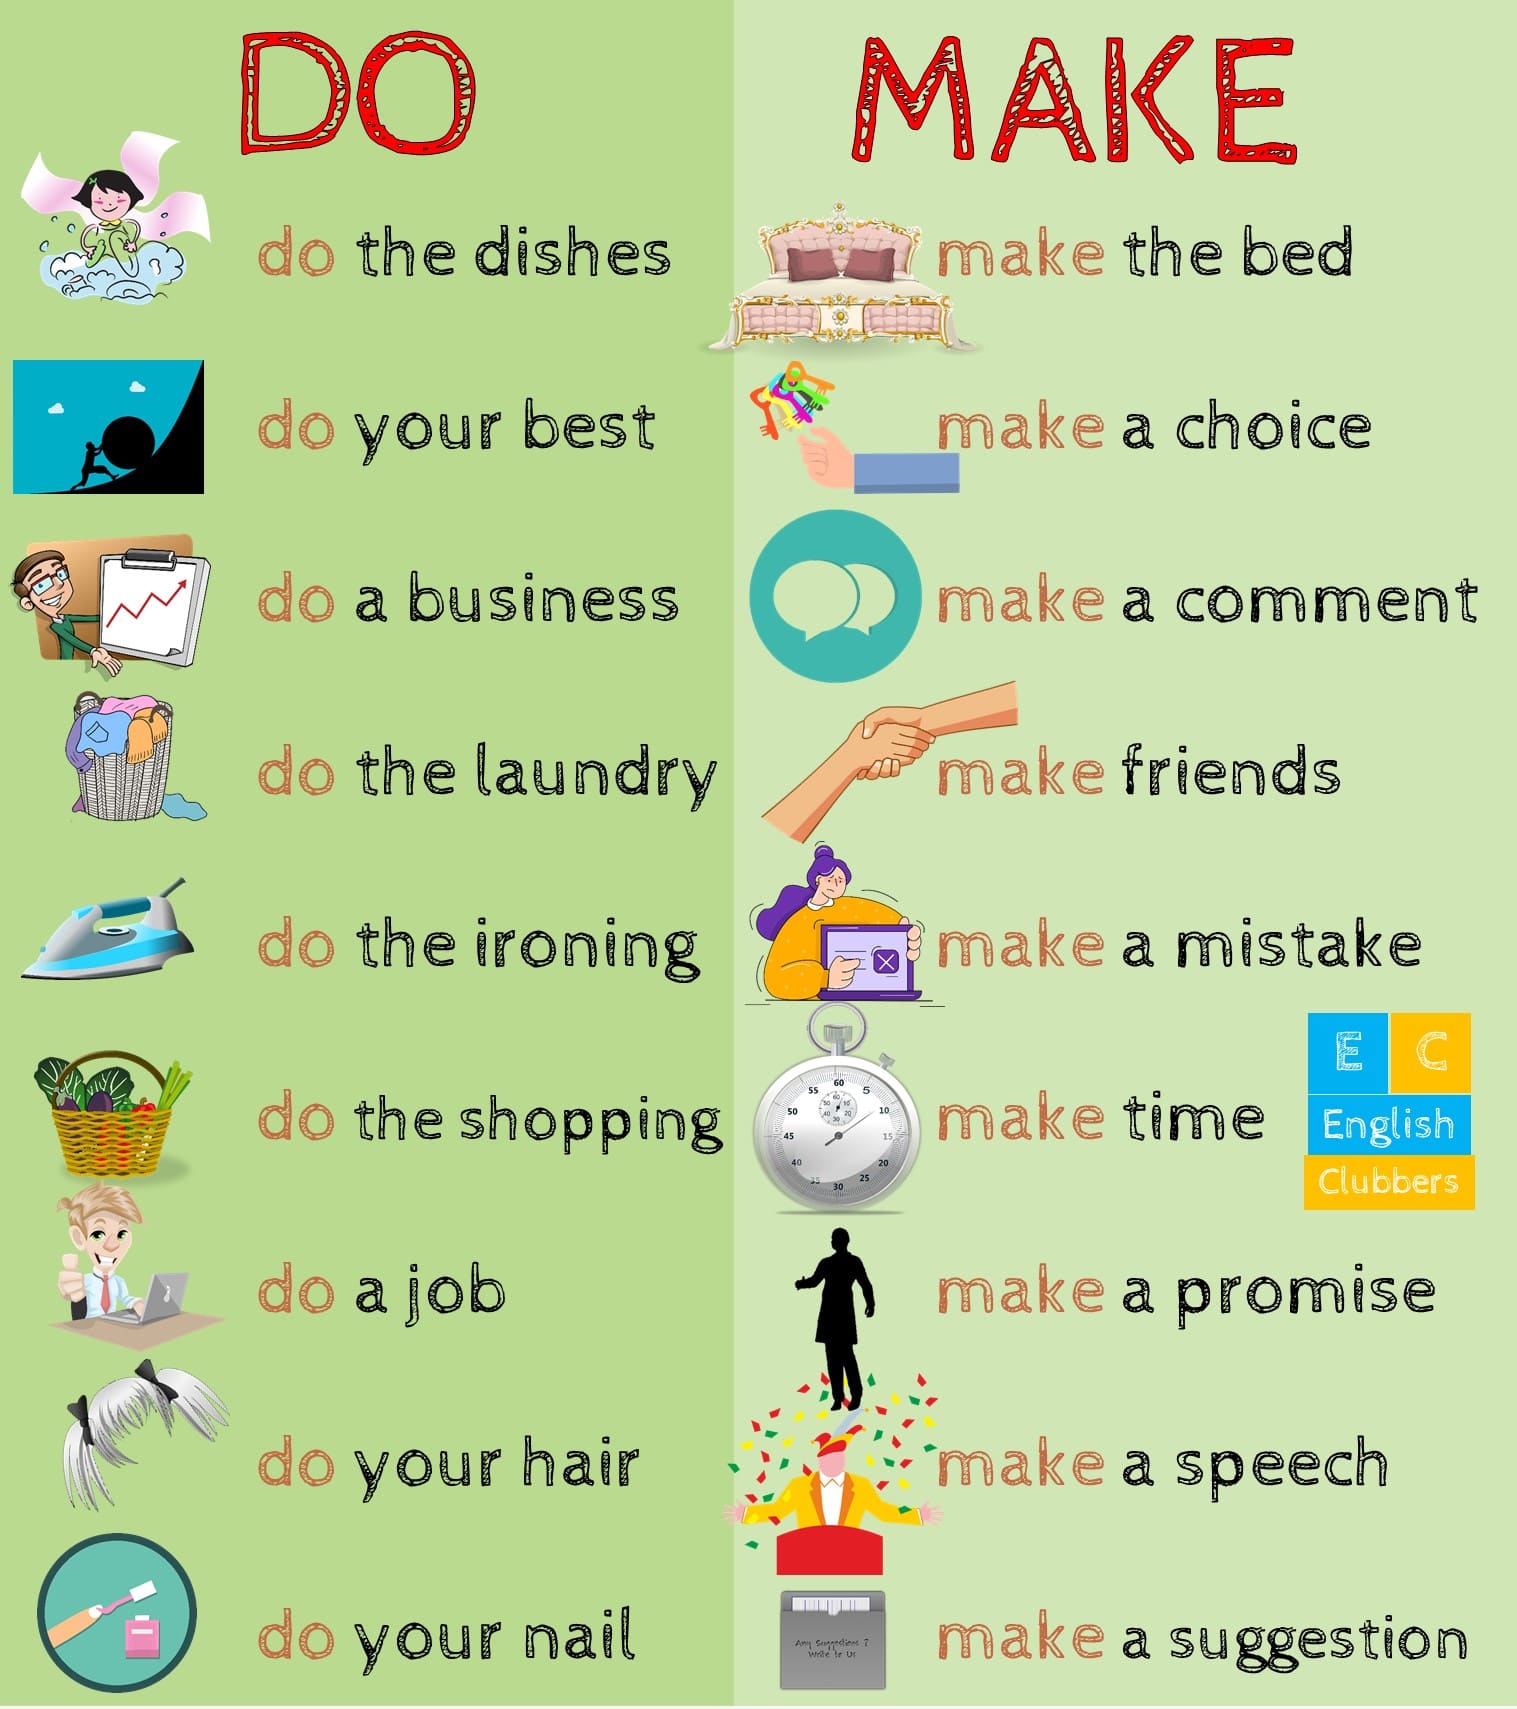 DO
do the dishes
do your best
do a business
do the laundry
do the ironing
do the shopping
do a job
do your hair
do your nail
MAKE
make the bed
make a choice
make a comment
make friends
make a mistake
make time
make a promise
make a speech
make a suggestion
60
5
10
15
20
25
30
35
40
45
50
55
E C
English
Clubbers
Any Suggestions ?
Write to Us